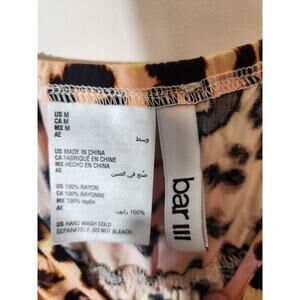 US M
CA M
MX M
AE وسط
US MADE IN CHINA
CA FABRIQUÉ EN CHINE
MX HECHO EN CHINA
AE صنع في الصين
US 100% RAYON
CA 100% RAYONNE
MX 100% rayón
AE 100% رايون
US HAND WASH COLD
SEPARATELY. DO NOT BLEACH.
bar III